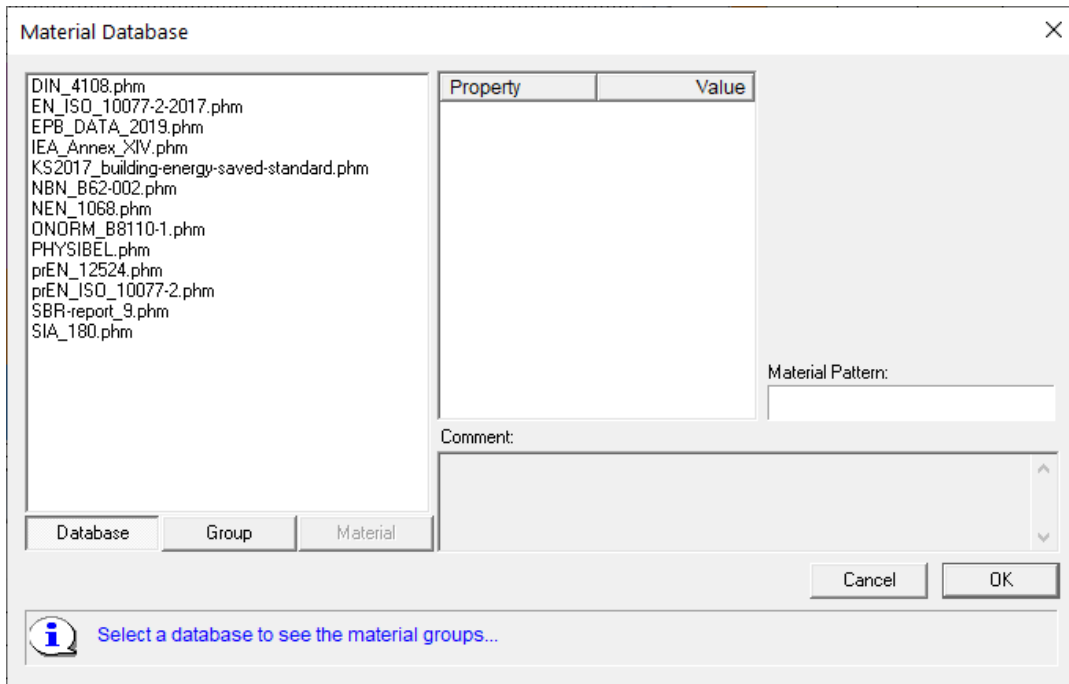 Material Database
DIN_4108.phm
EN_ISO_10077-2-2017.phm
EPB_DATA_2019.phm
IEA_Annex_XIV.phm
KS2017_building-energy-saved-standard.phm
NBN_B62-002.phm
NEN_1068.phm
ONORM_B8110-1.phm
PHYSIBEL.phm
prEN_12524.phm
prEN_ISO_10077-2.phm
SBR-report_9.phm
SIA_180.phm
Property Value
Material Pattern:
Comment:
Database Group Material
Cancel OK
Select a database to see the material groups...